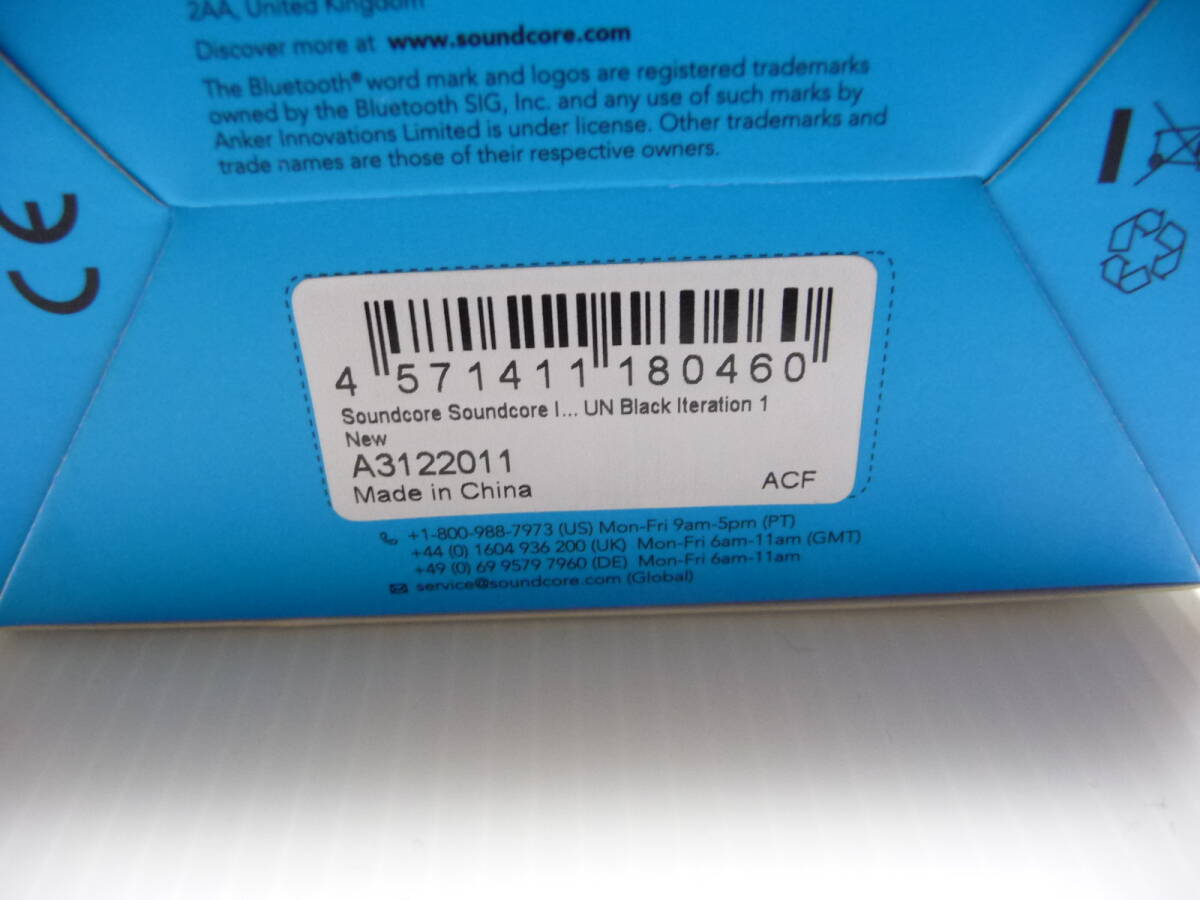 2AA, United Kingdom
Discover more at www.soundcore.com
The Bluetooth® word mark and logos are registered trademarks
owned by the Bluetooth SIG, Inc. and any use of such marks by
Anker Innovations Limited is under license. Other trademarks and
trade names are those of their respective owners.
CE
4 571411 180460
Soundcore Soundcore I... UN Black Iteration 1
New
A3122011
Made in China ACF
+1-800-988-7973 (US) Mon-Fri 9am-5pm (PT)
+44 (0) 1604 936 200 (UK) Mon-Fri 6am-11am (GMT)
+49 (0) 69 9579 7960 (DE) Mon-Fri 6am-11am
service@soundcore.com (Global)